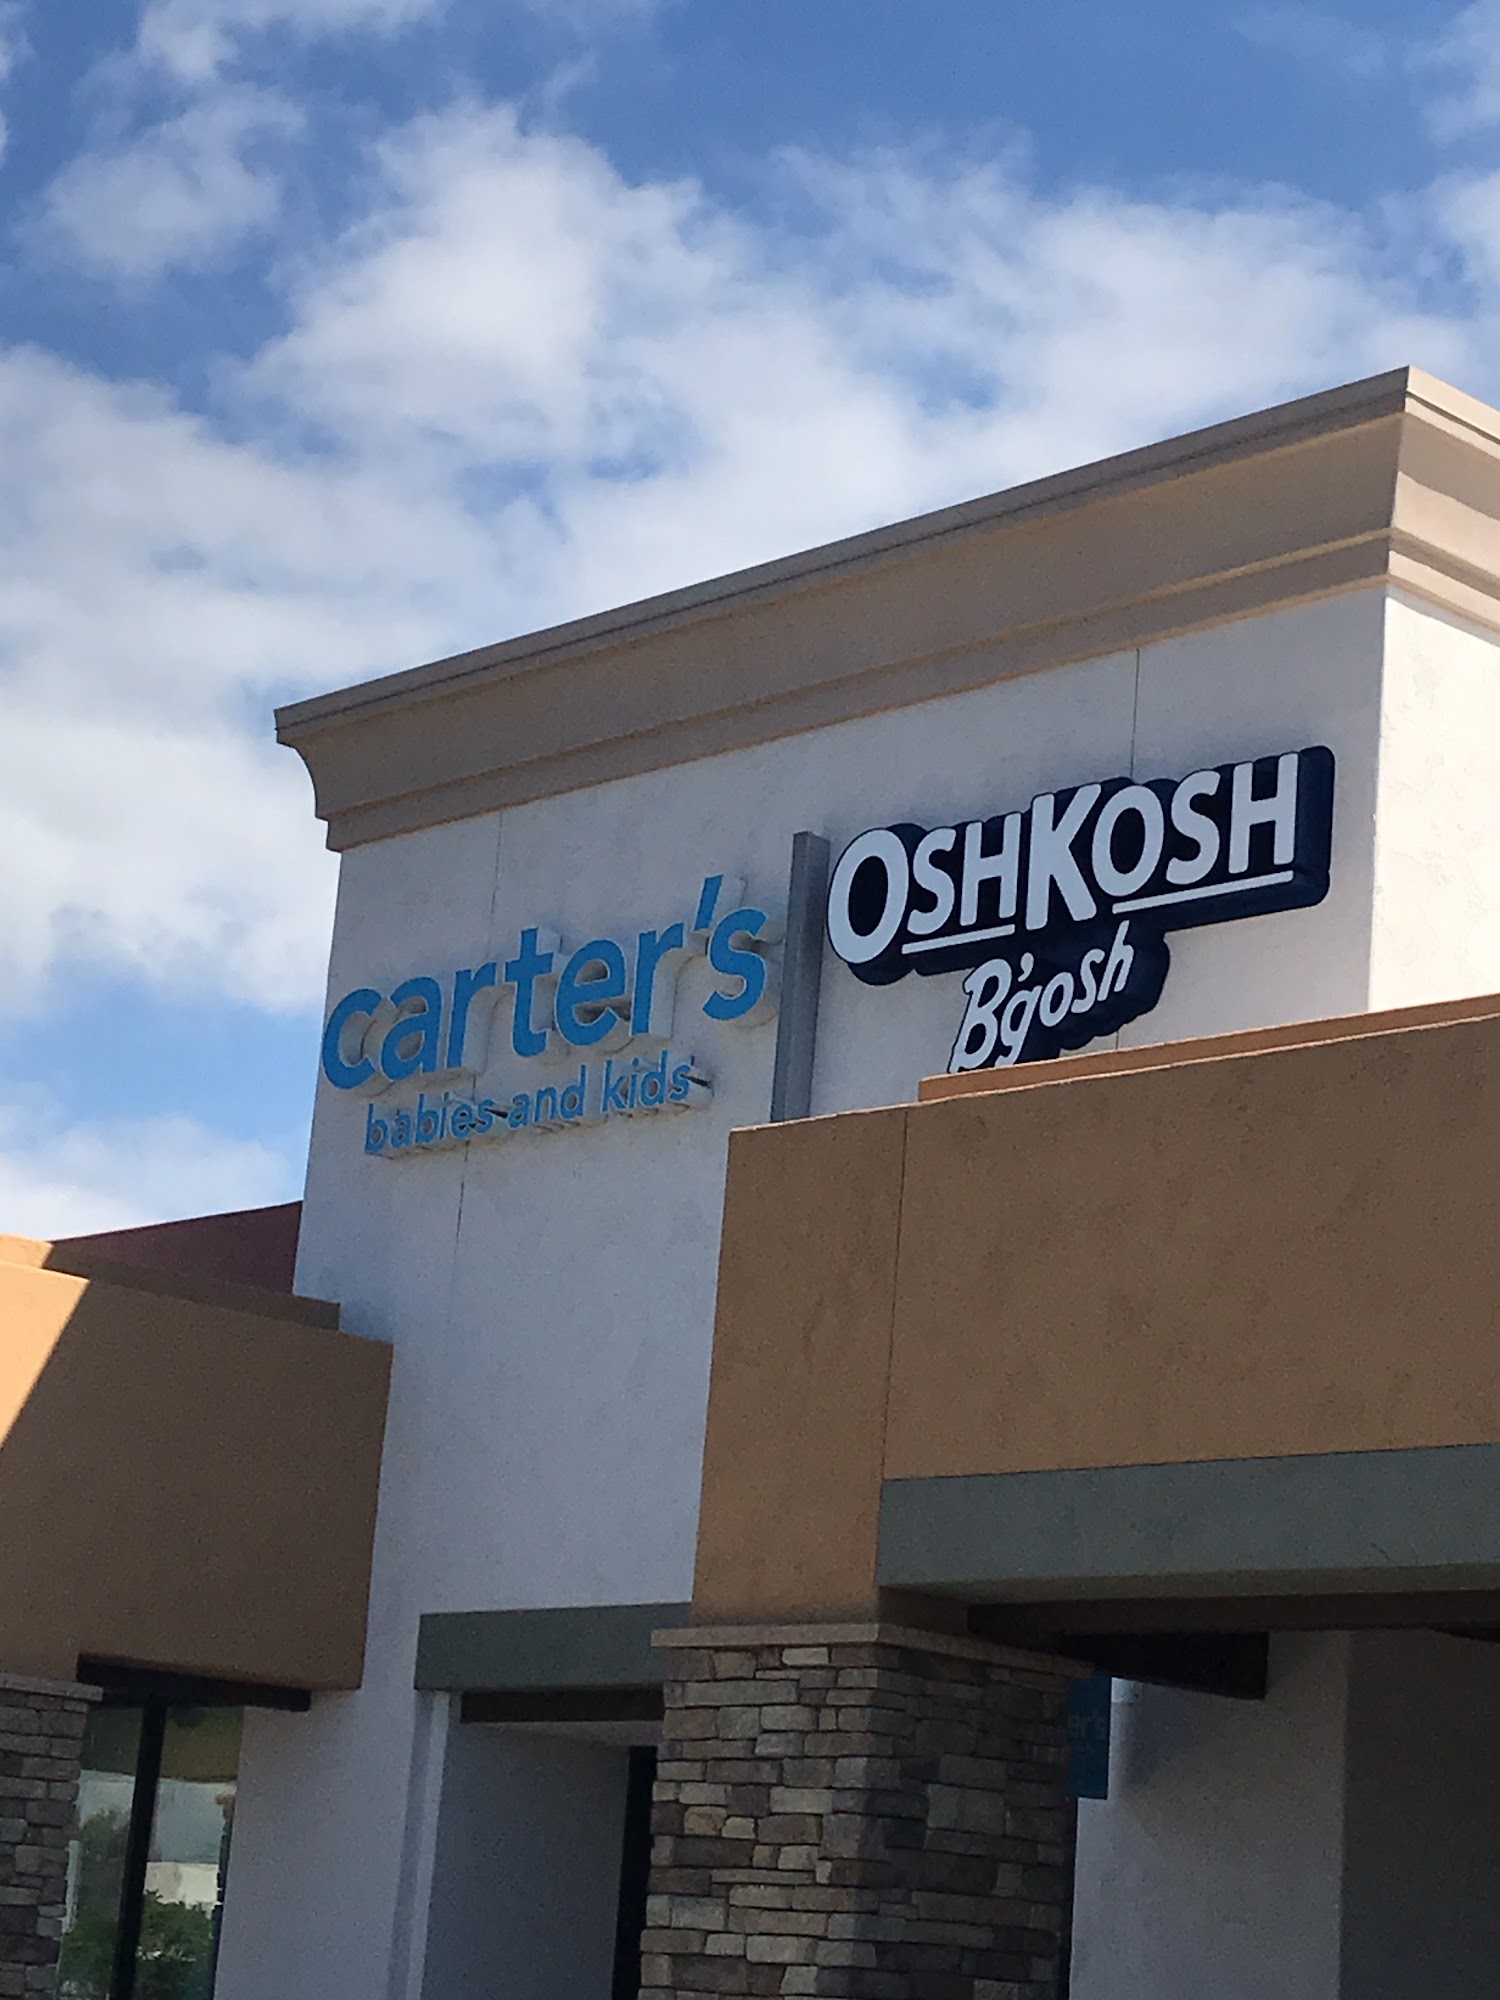 carter's
babies and kids
OSHKOSH
B'gosh